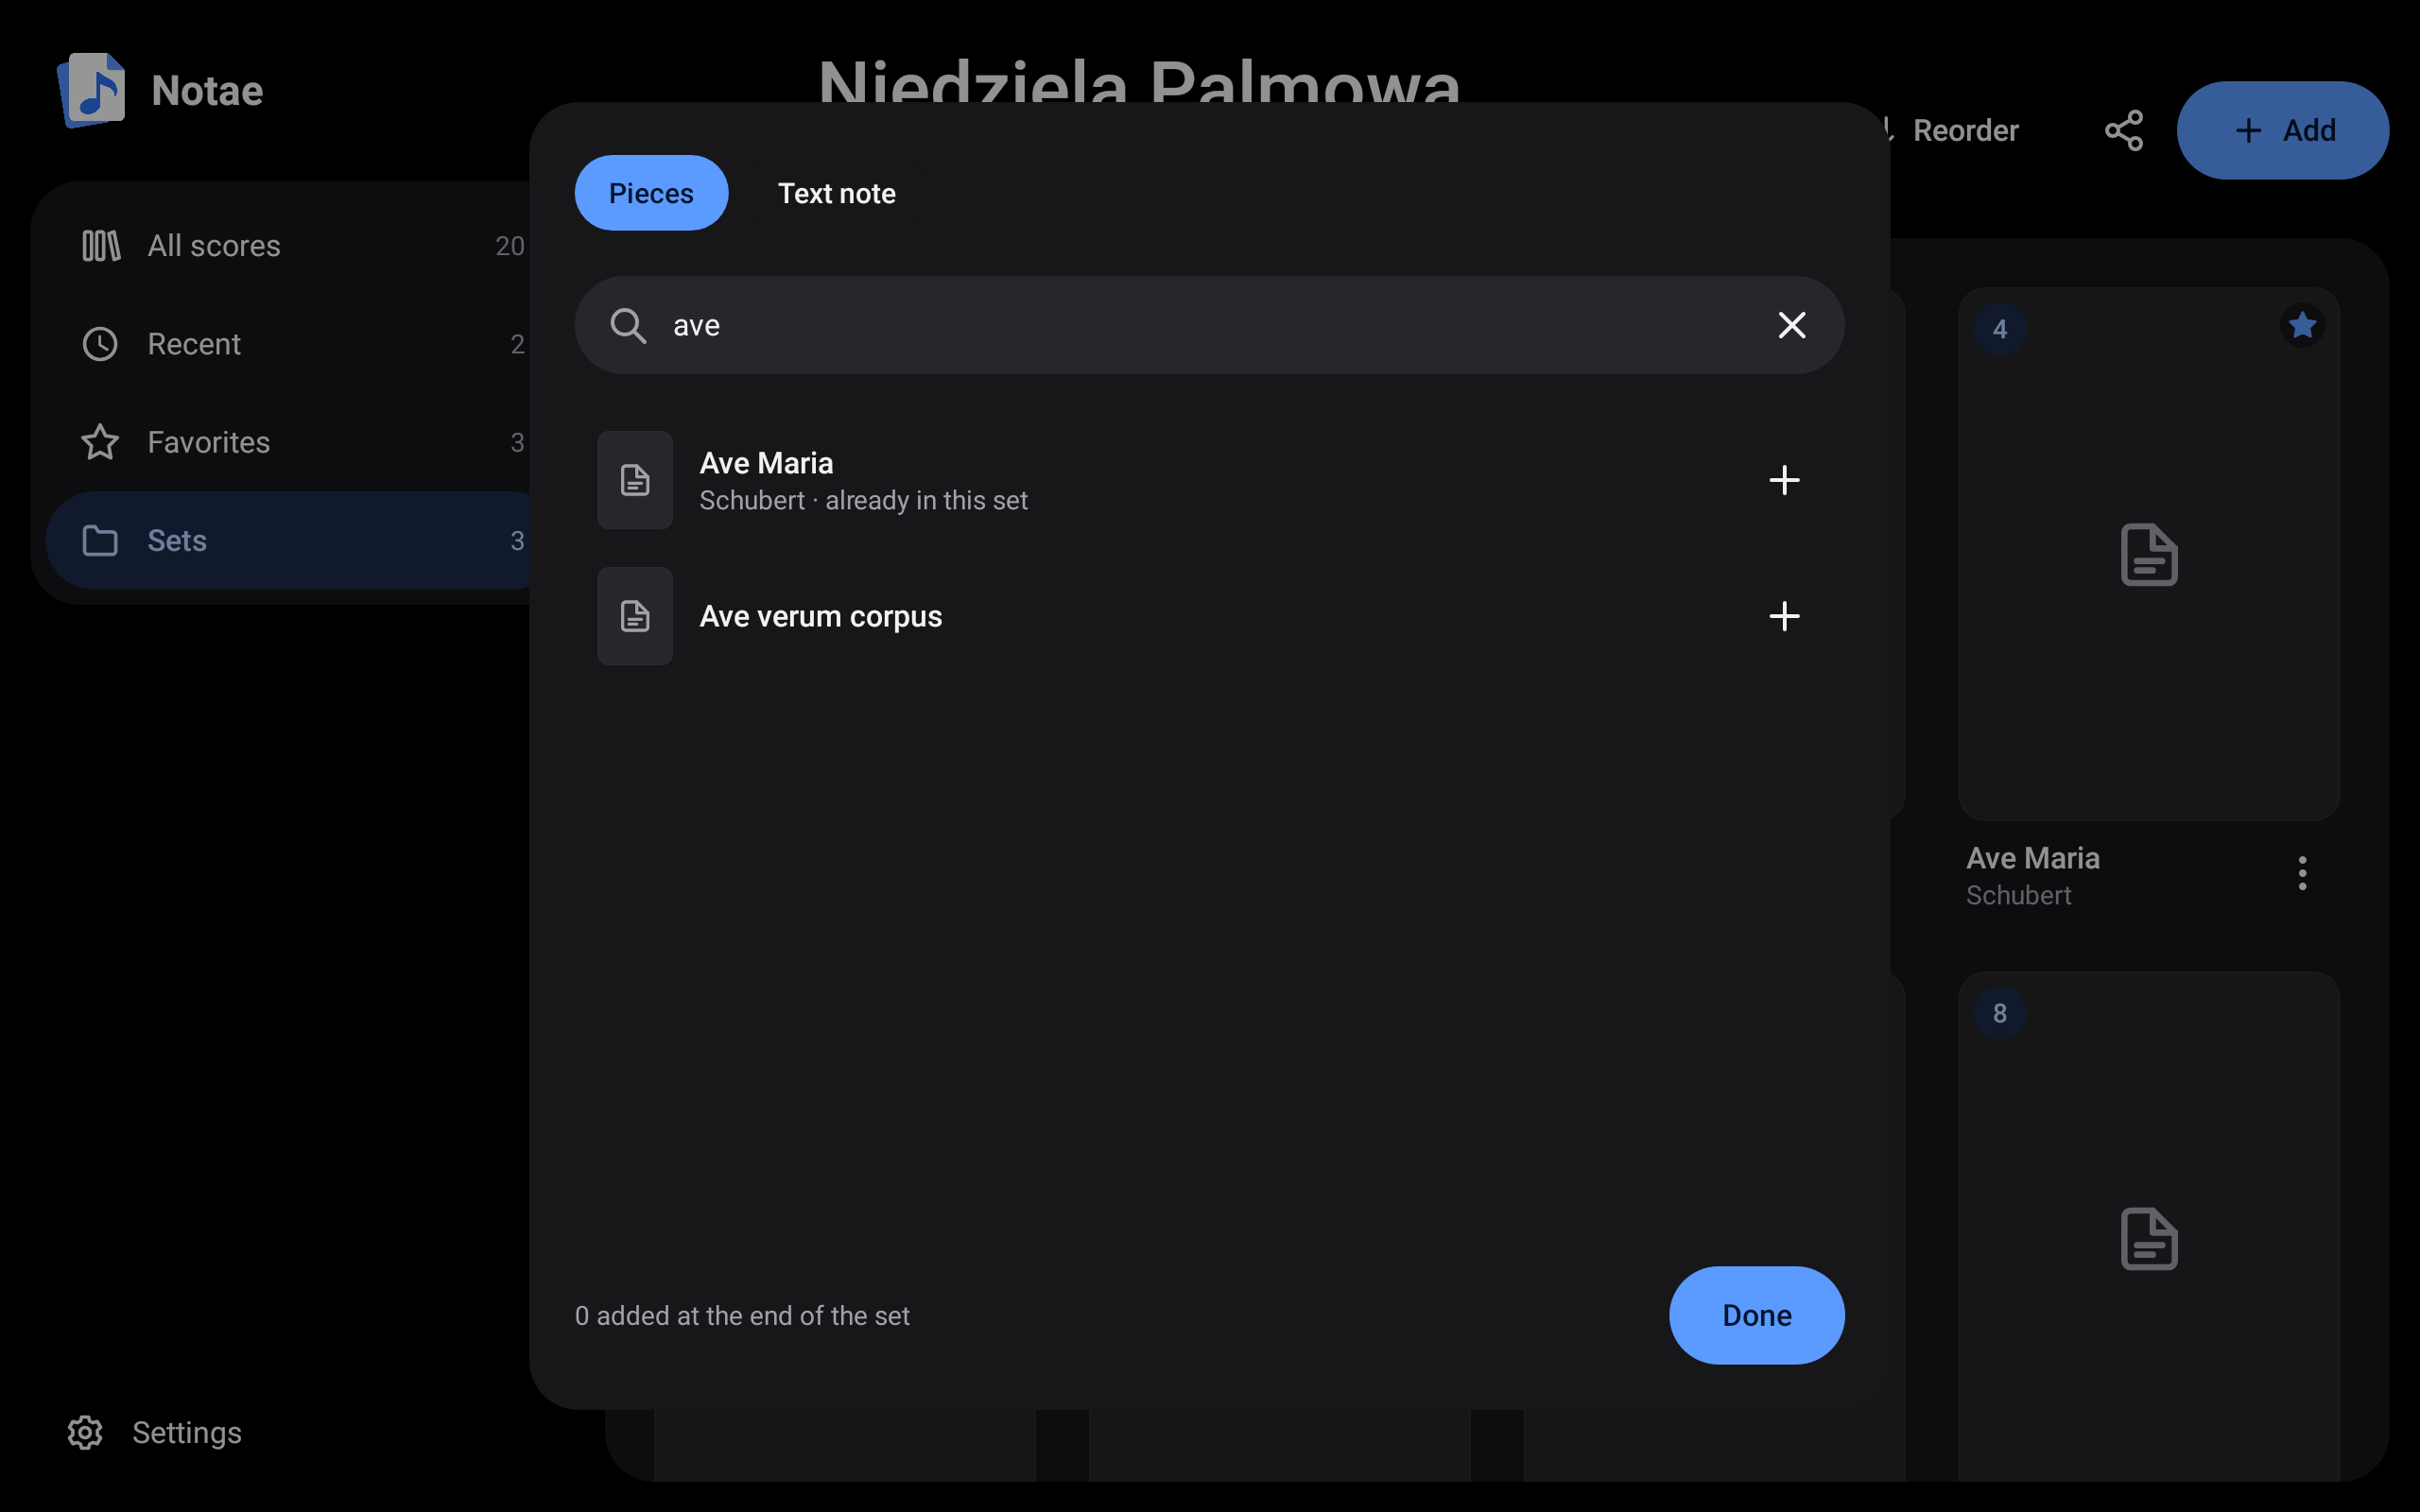 Notae
Niedziela Palmowa
Reorder
Add
All scores 20
Recent 2
Favorites 3
Sets 3
Settings
Pieces
Text note
ave
Ave Maria
Schubert · already in this set
Ave verum corpus
0 added at the end of the set
Done
4
Ave Maria
Schubert
8